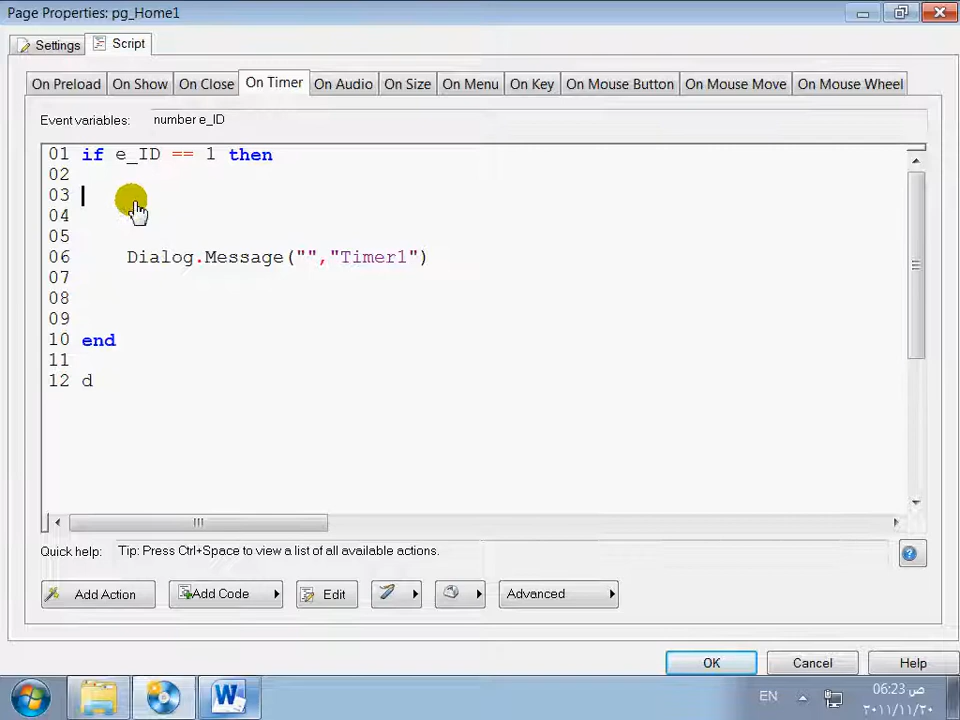 Page Properties: pg_Home1
Settings
Script
On Preload
On Show
On Close
On Timer
On Audio
On Size
On Menu
On Key
On Mouse Button
On Mouse Move
On Mouse Wheel
Event variables:
number e_ID
01 if e_ID == 1 then
02
03
04
05
06 Dialog.Message("","Timer1")
07
08
09
10 end
11
12 d
Quick help:
Tip: Press Ctrl+Space to view a list of all available actions.
Add Action
Add Code
Edit
Advanced
OK
Cancel
Help
EN
06:23 ص
٢٠١١/١١/٢٠